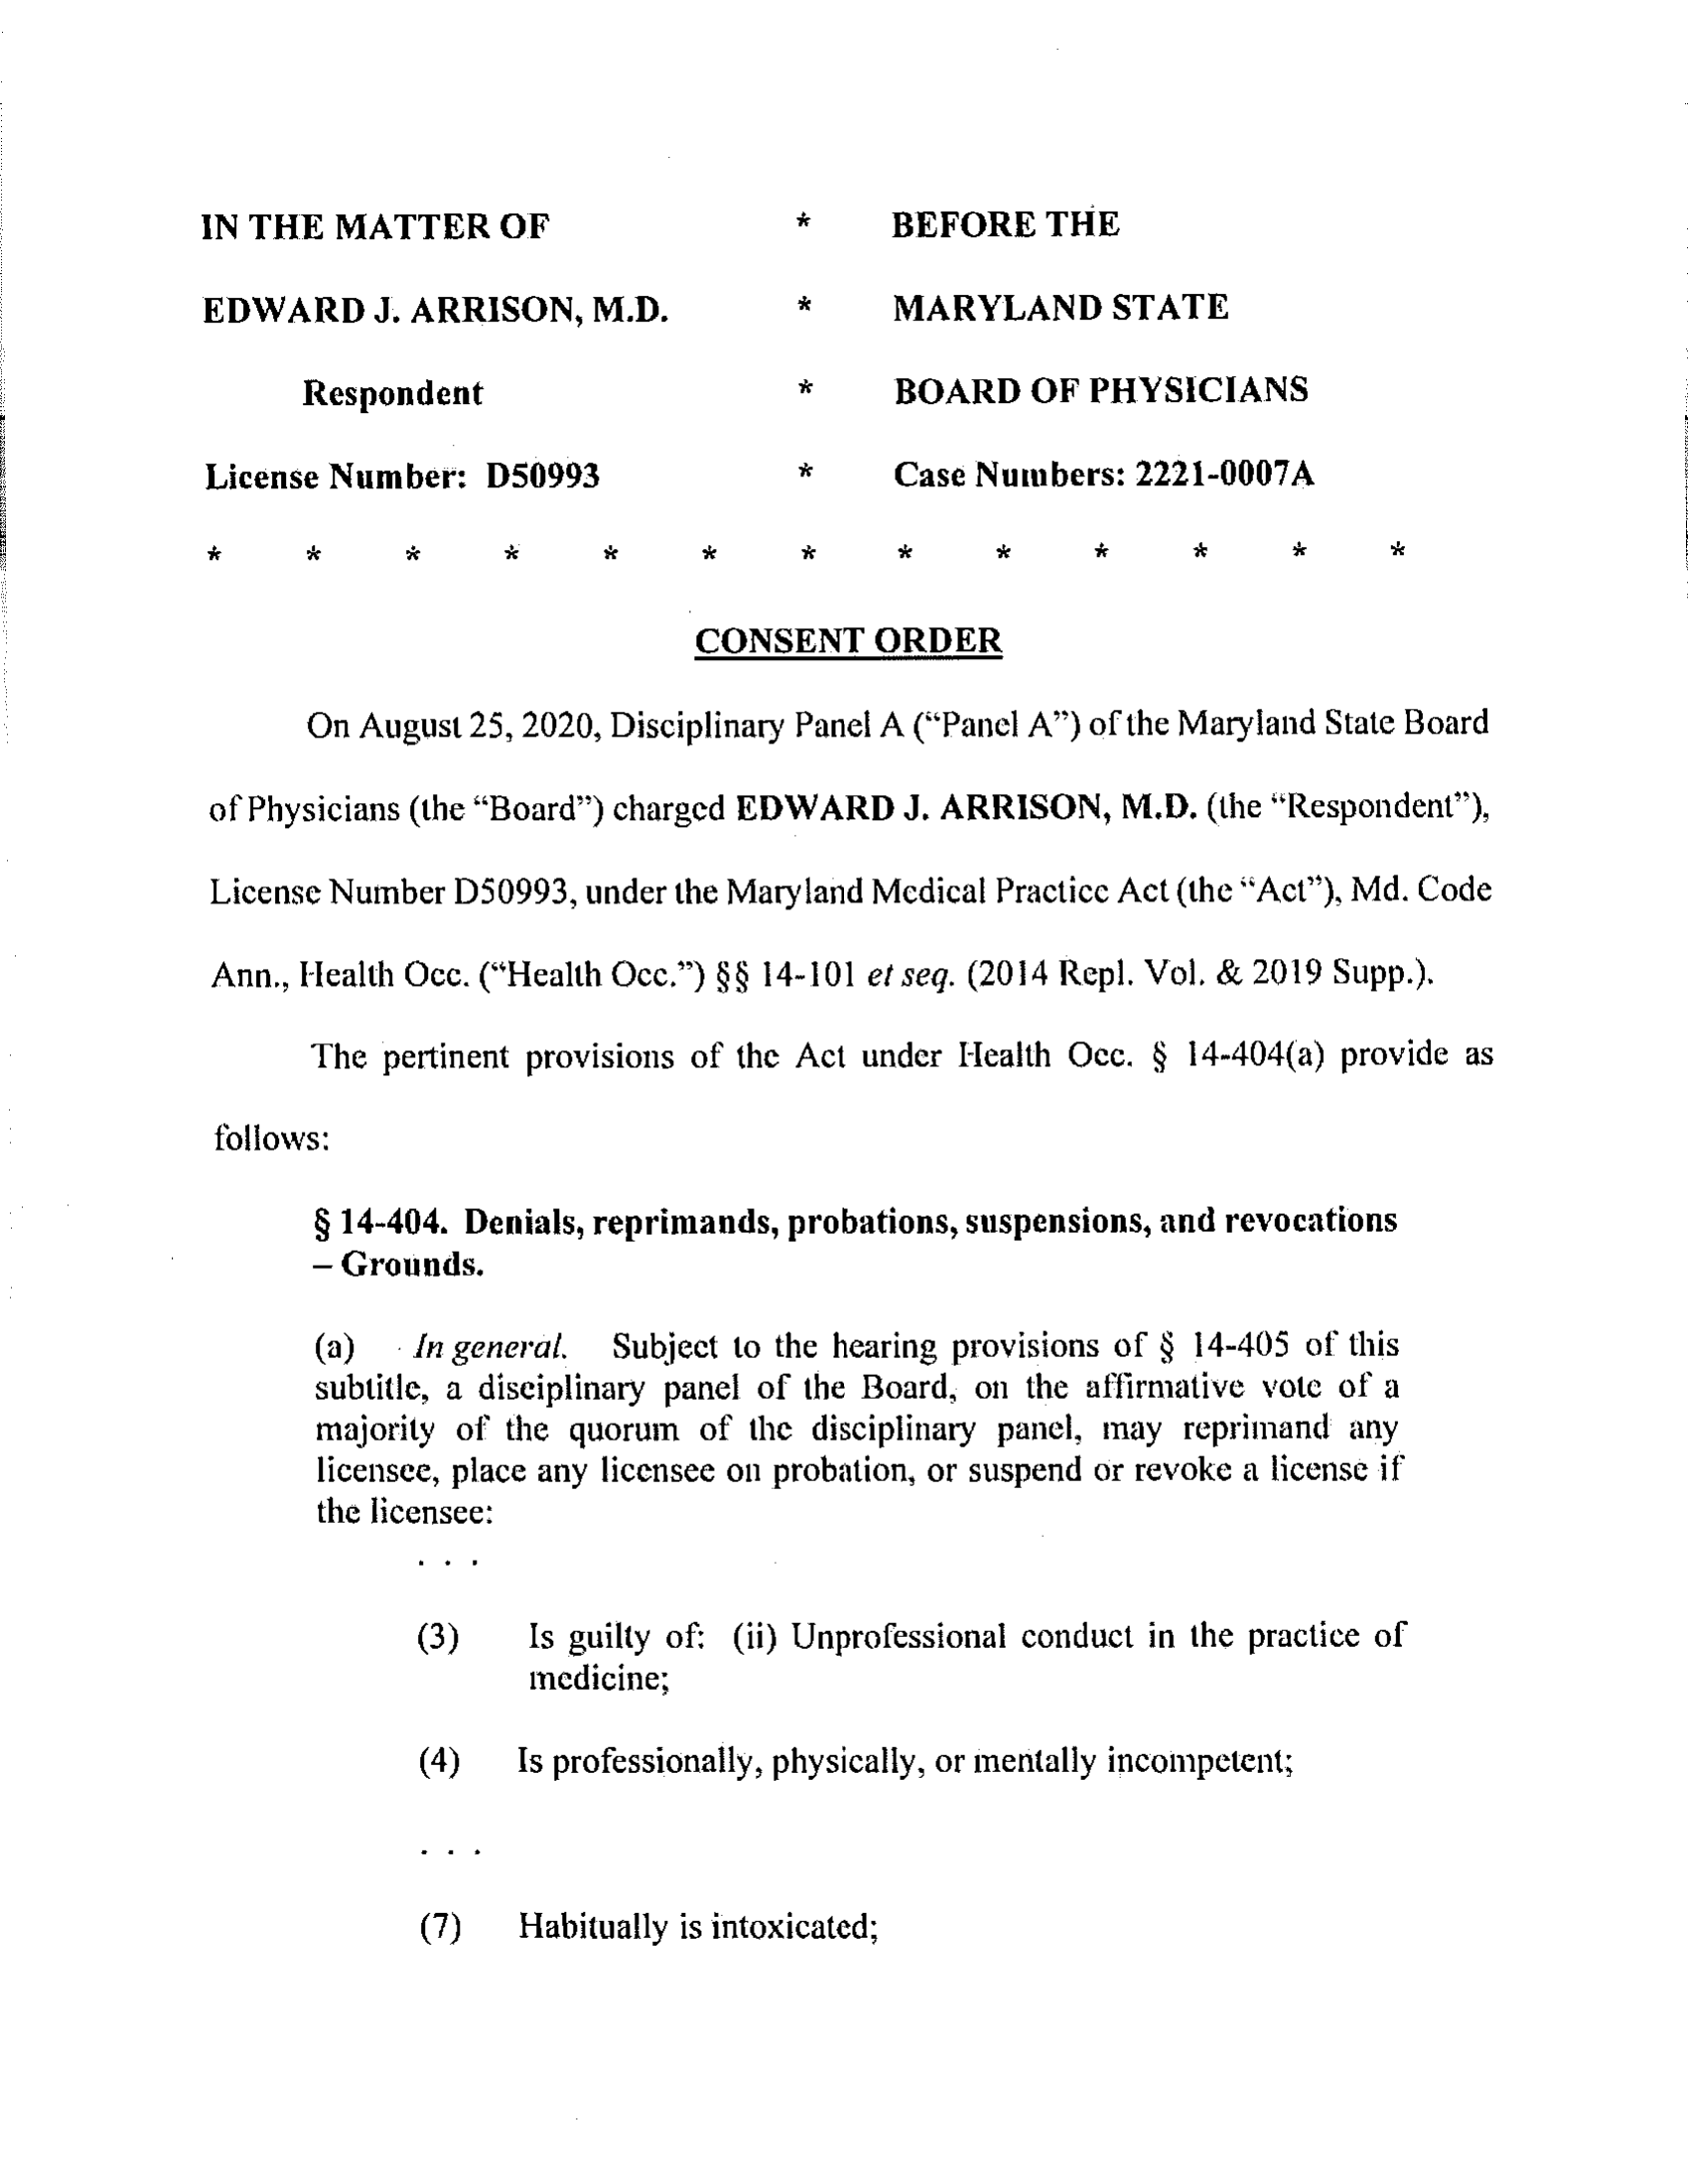 IN THE MATTER OF * BEFORE THE
EDWARD J. ARRISON, M.D. * MARYLAND STATE
Respondent * BOARD OF PHYSICIANS
License Number: D50993 * Case Numbers: 2221-0007A
* * * * * * * * * * * * *
CONSENT ORDER
On August 25, 2020, Disciplinary Panel A (“Panel A”) of the Maryland State Board
of Physicians (the “Board”) charged EDWARD J. ARRISON, M.D. (the “Respondent”),
License Number D50993, under the Maryland Medical Practice Act (the “Act”), Md. Code
Ann., Health Occ. (“Health Occ.”) §§ 14-101 et seq. (2014 Repl. Vol. & 2019 Supp.).
The pertinent provisions of the Act under Health Occ. § 14-404(a) provide as
follows:
§ 14-404. Denials, reprimands, probations, suspensions, and revocations
– Grounds.
(a) In general. Subject to the hearing provisions of § 14-405 of this
subtitle, a disciplinary panel of the Board, on the affirmative vote of a
majority of the quorum of the disciplinary panel, may reprimand any
licensee, place any licensee on probation, or suspend or revoke a license if
the licensee:
. . .
(3) Is guilty of: (ii) Unprofessional conduct in the practice of
medicine;
(4) Is professionally, physically, or mentally incompetent;
. . .
(7) Habitually is intoxicated;